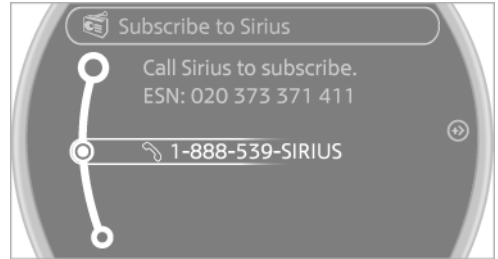 Subscribe to Sirius
Call Sirius to subscribe.
ESN: 020 373 371 411
1-888-539-SIRIUS